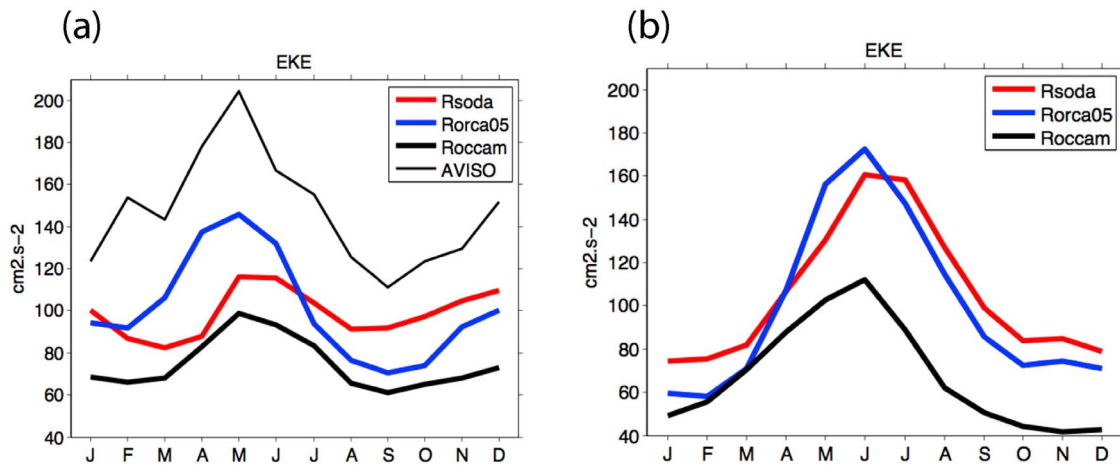 (a)
EKE
cm2.s-2
200
180
160
140
120
100
80
60
40
J F M A M J J A S O N D
Rsoda
Rorca05
Roccam
AVISO
(b)
EKE
cm2.s-2
200
180
160
140
120
100
80
60
40
J F M A M J J A S O N D
Rsoda
Rorca05
Roccam